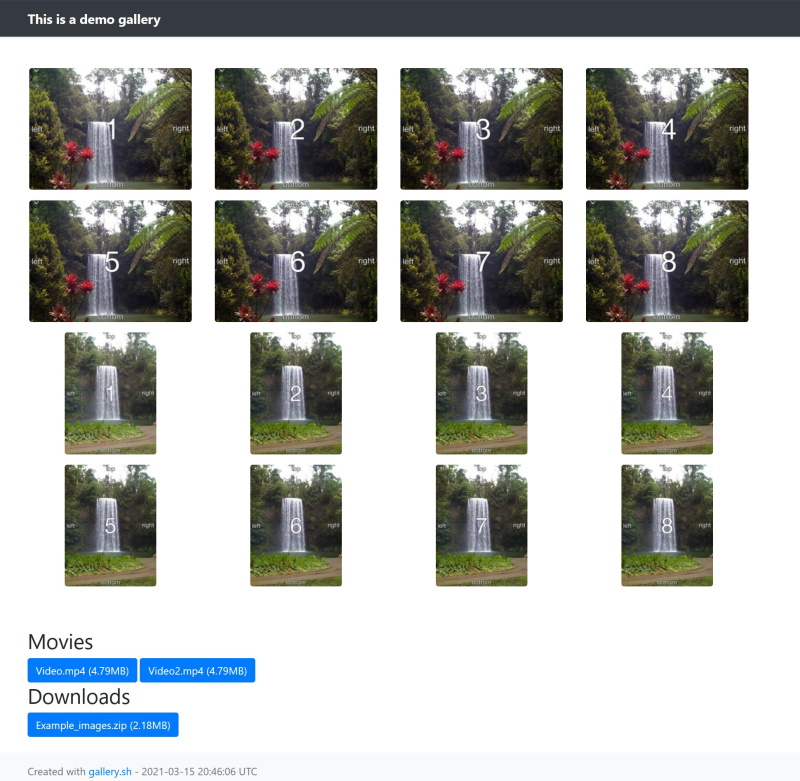 This is a demo gallery
1 left right bottom
2 left right bottom
3 left right bottom
4 left right bottom
5 left right bottom
6 left right bottom
7 left right bottom
8 left right bottom
Top
left 1 right
bottom
Top
left 2 right
bottom
Top
left 3 right
bottom
Top
left 4 right
bottom
Top
left 5 right
bottom
Top
left 6 right
bottom
Top
left 7 right
bottom
Top
left 8 right
bottom
Movies
Video.mp4 (4.79MB) Video2.mp4 (4.79MB)
Downloads
Example_images.zip (2.18MB)
Created with gallery.sh - 2021-03-15 20:46:06 UTC